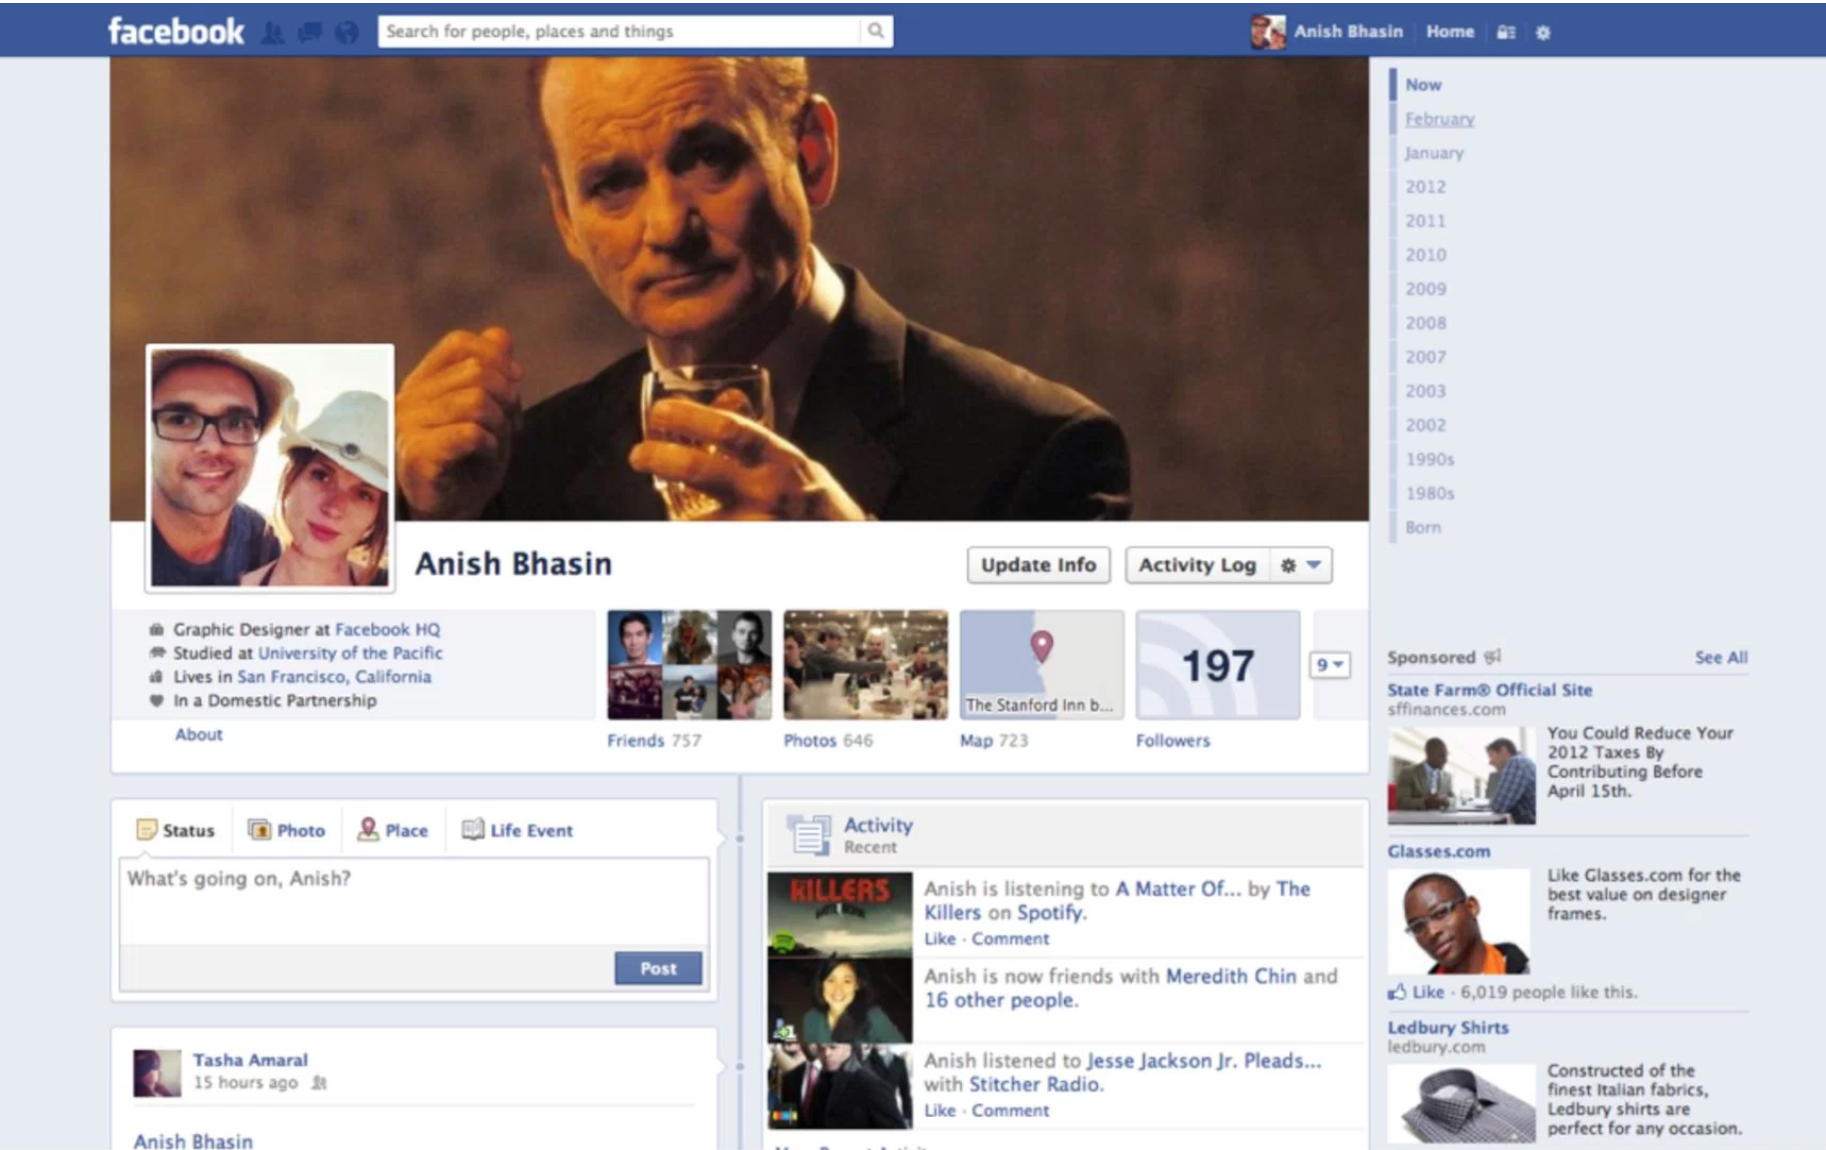 facebook
Search for people, places and things
Anish Bhasin
Home
Now
February
January
2012
2011
2010
2009
2008
2007
2003
2002
1990s
1980s
Born
Anish Bhasin
Update Info
Activity Log
Graphic Designer at Facebook HQ
Studied at University of the Pacific
Lives in San Francisco, California
In a Domestic Partnership
About
The Stanford Inn b...
197
9
Friends 757
Photos 646
Map 723
Followers
Status
Photo
Place
Life Event
What's going on, Anish?
Post
Tasha Amaral
15 hours ago
Anish Bhasin
Activity
Recent
KILLERS
Anish is listening to A Matter Of... by The
Killers on Spotify.
Like · Comment
Anish is now friends with Meredith Chin and
16 other people.
Anish listened to Jesse Jackson Jr. Pleads...
with Stitcher Radio.
Like · Comment
Sponsored
See All
State Farm® Official Site
sffinances.com
You Could Reduce Your
2012 Taxes By
Contributing Before
April 15th.
Glasses.com
Like Glasses.com for the
best value on designer
frames.
Like · 6,019 people like this.
Ledbury Shirts
ledbury.com
Constructed of the
finest Italian fabrics,
Ledbury shirts are
perfect for any occasion.